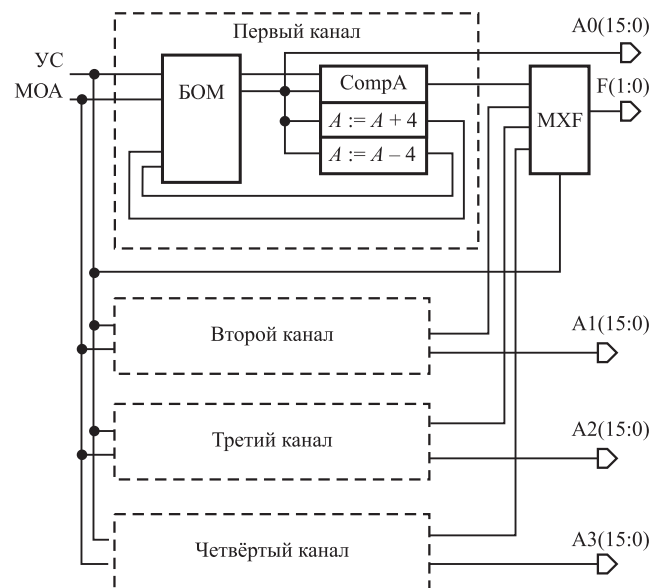 Первый канал
A0(15:0)
УС
МОА
БОМ
CompA
A := A + 4
A := A – 4
MXF
F(1:0)
Второй канал
A1(15:0)
Третий канал
A2(15:0)
Четвёртый канал
A3(15:0)